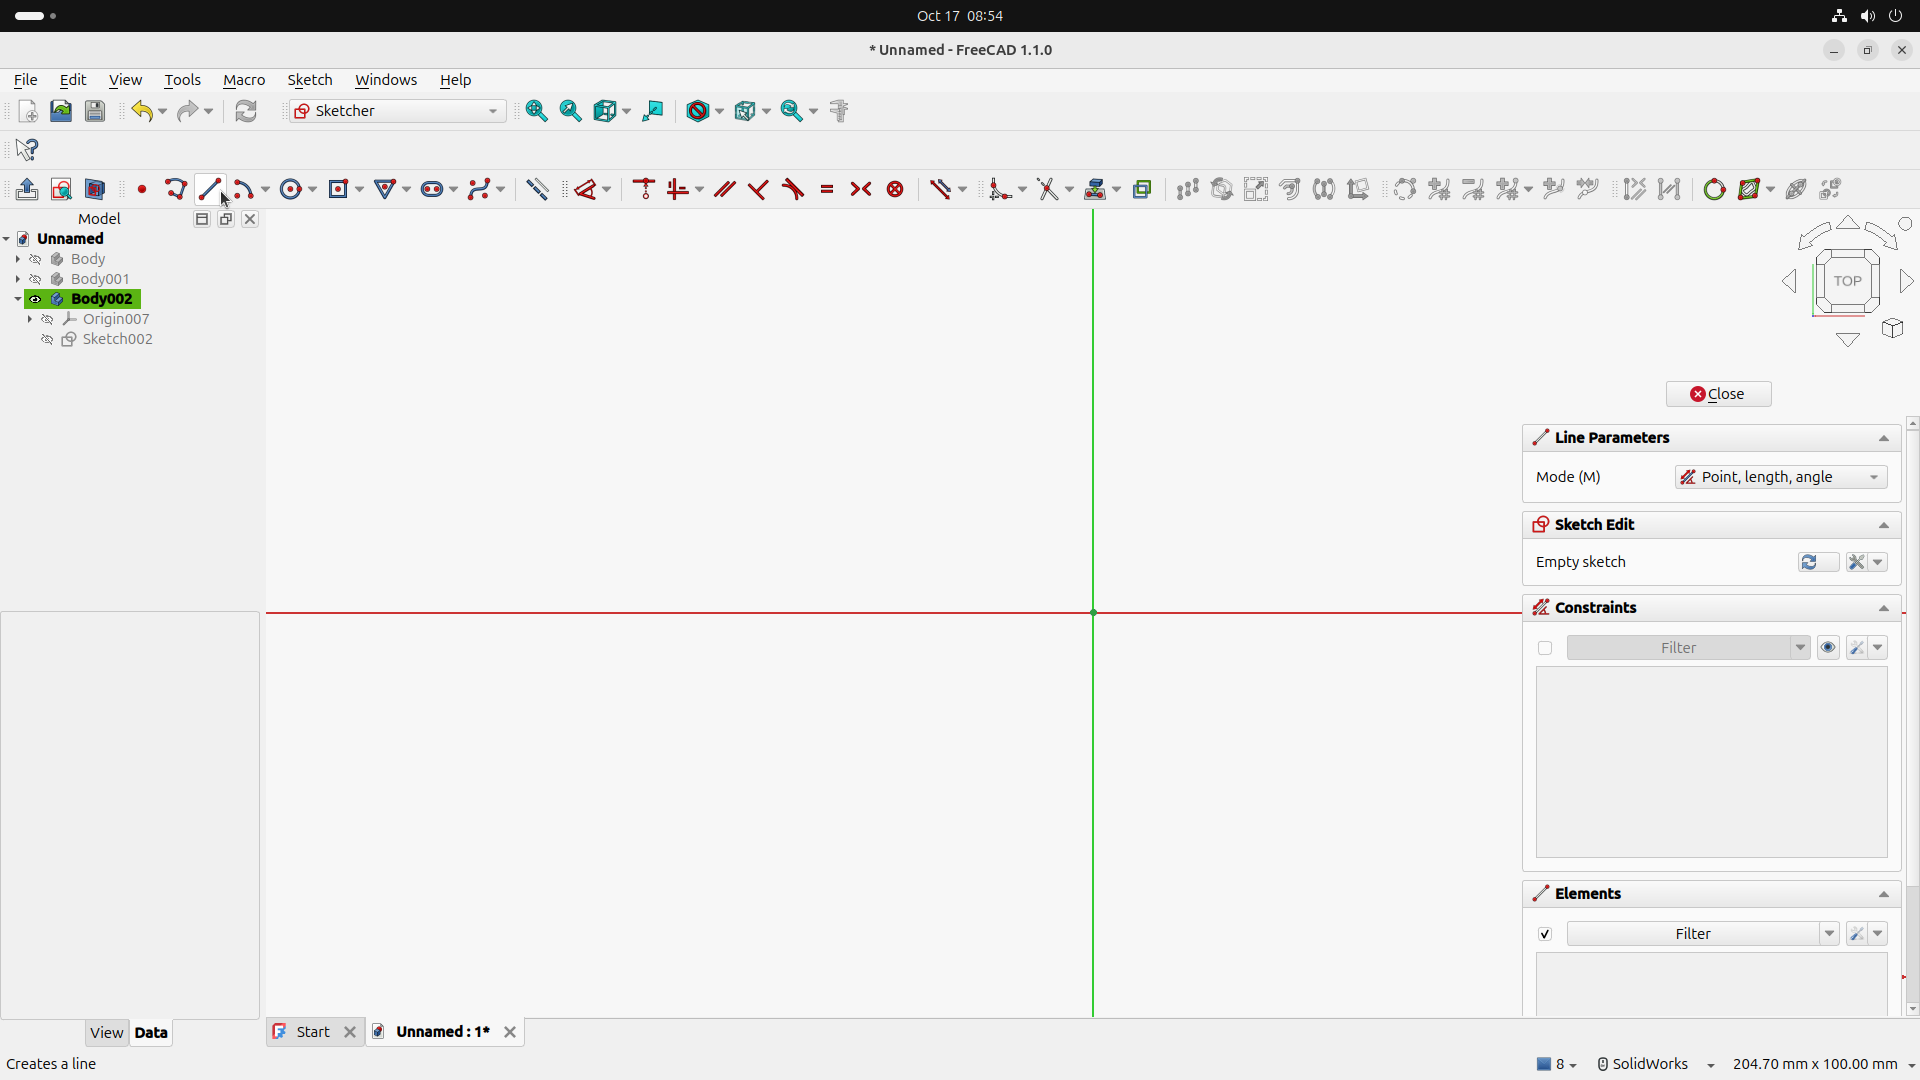 Oct 17  08:54
* Unnamed - FreeCAD 1.1.0
File Edit View Tools Macro Sketch Windows Help
Sketcher
Model
Unnamed
Body
Body001
Body002
Origin007
Sketch002
TOP
Close
Line Parameters
Mode (M) Point, length, angle
Sketch Edit
Empty sketch
Constraints
Filter
Elements
Filter
View Data
Start Unnamed : 1*
Creates a line
8 SolidWorks 204.70 mm x 100.00 mm